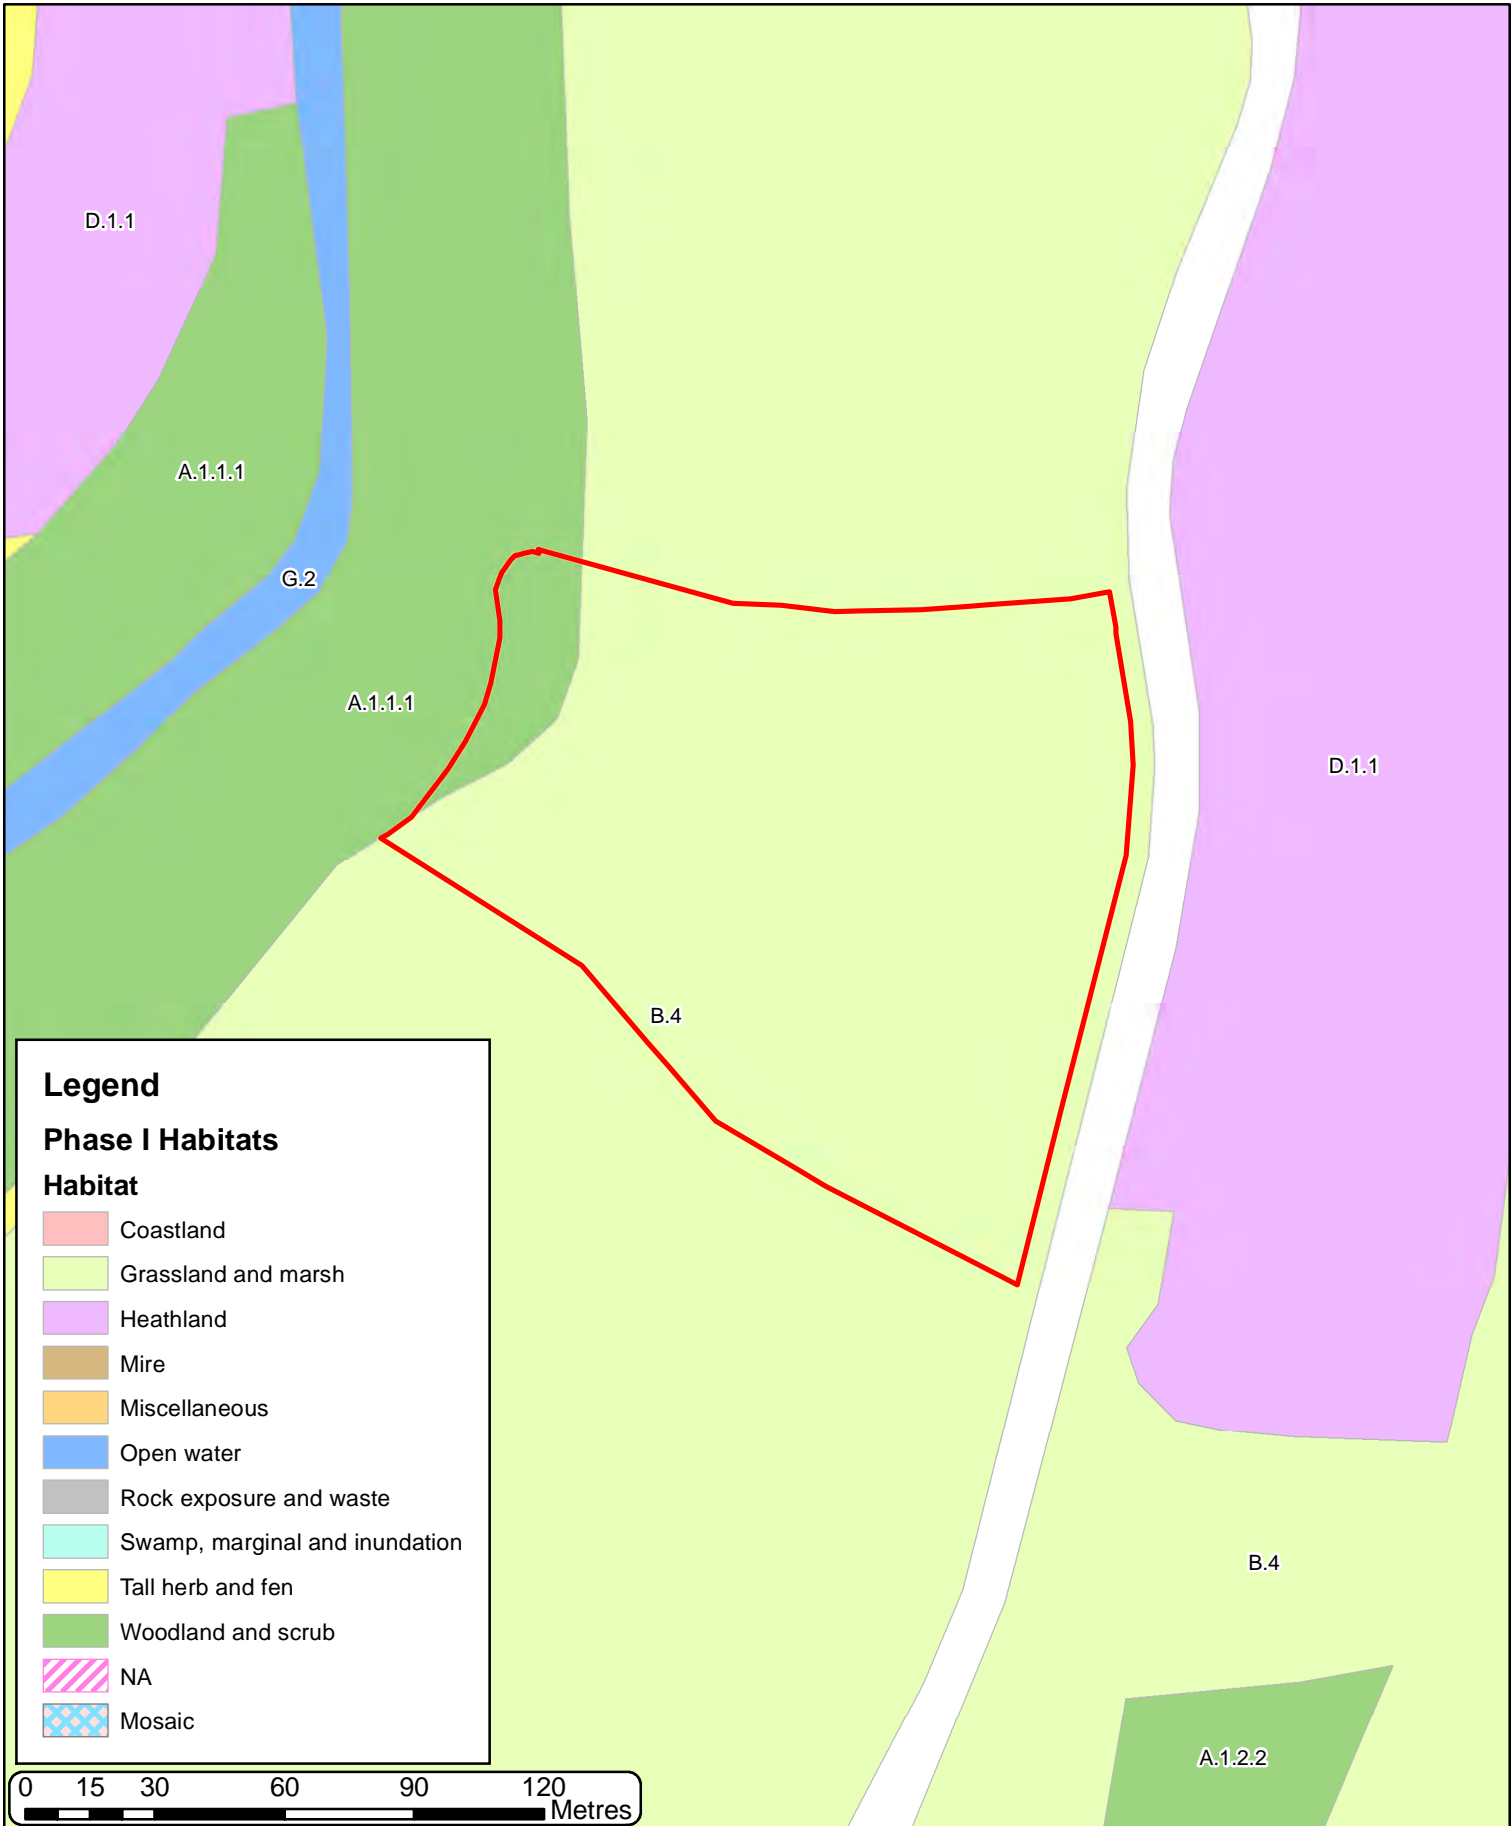 D.1.1
A.1.1.1
G.2
A.1.1.1
D.1.1
B.4
Legend
Phase I Habitats
Habitat
Coastland
Grassland and marsh
Heathland
Mire
Miscellaneous
Open water
Rock exposure and waste
Swamp, marginal and inundation
Tall herb and fen
Woodland and scrub
NA
Mosaic
B.4
A.1.2.2
0 15 30 60 90 120
Metres